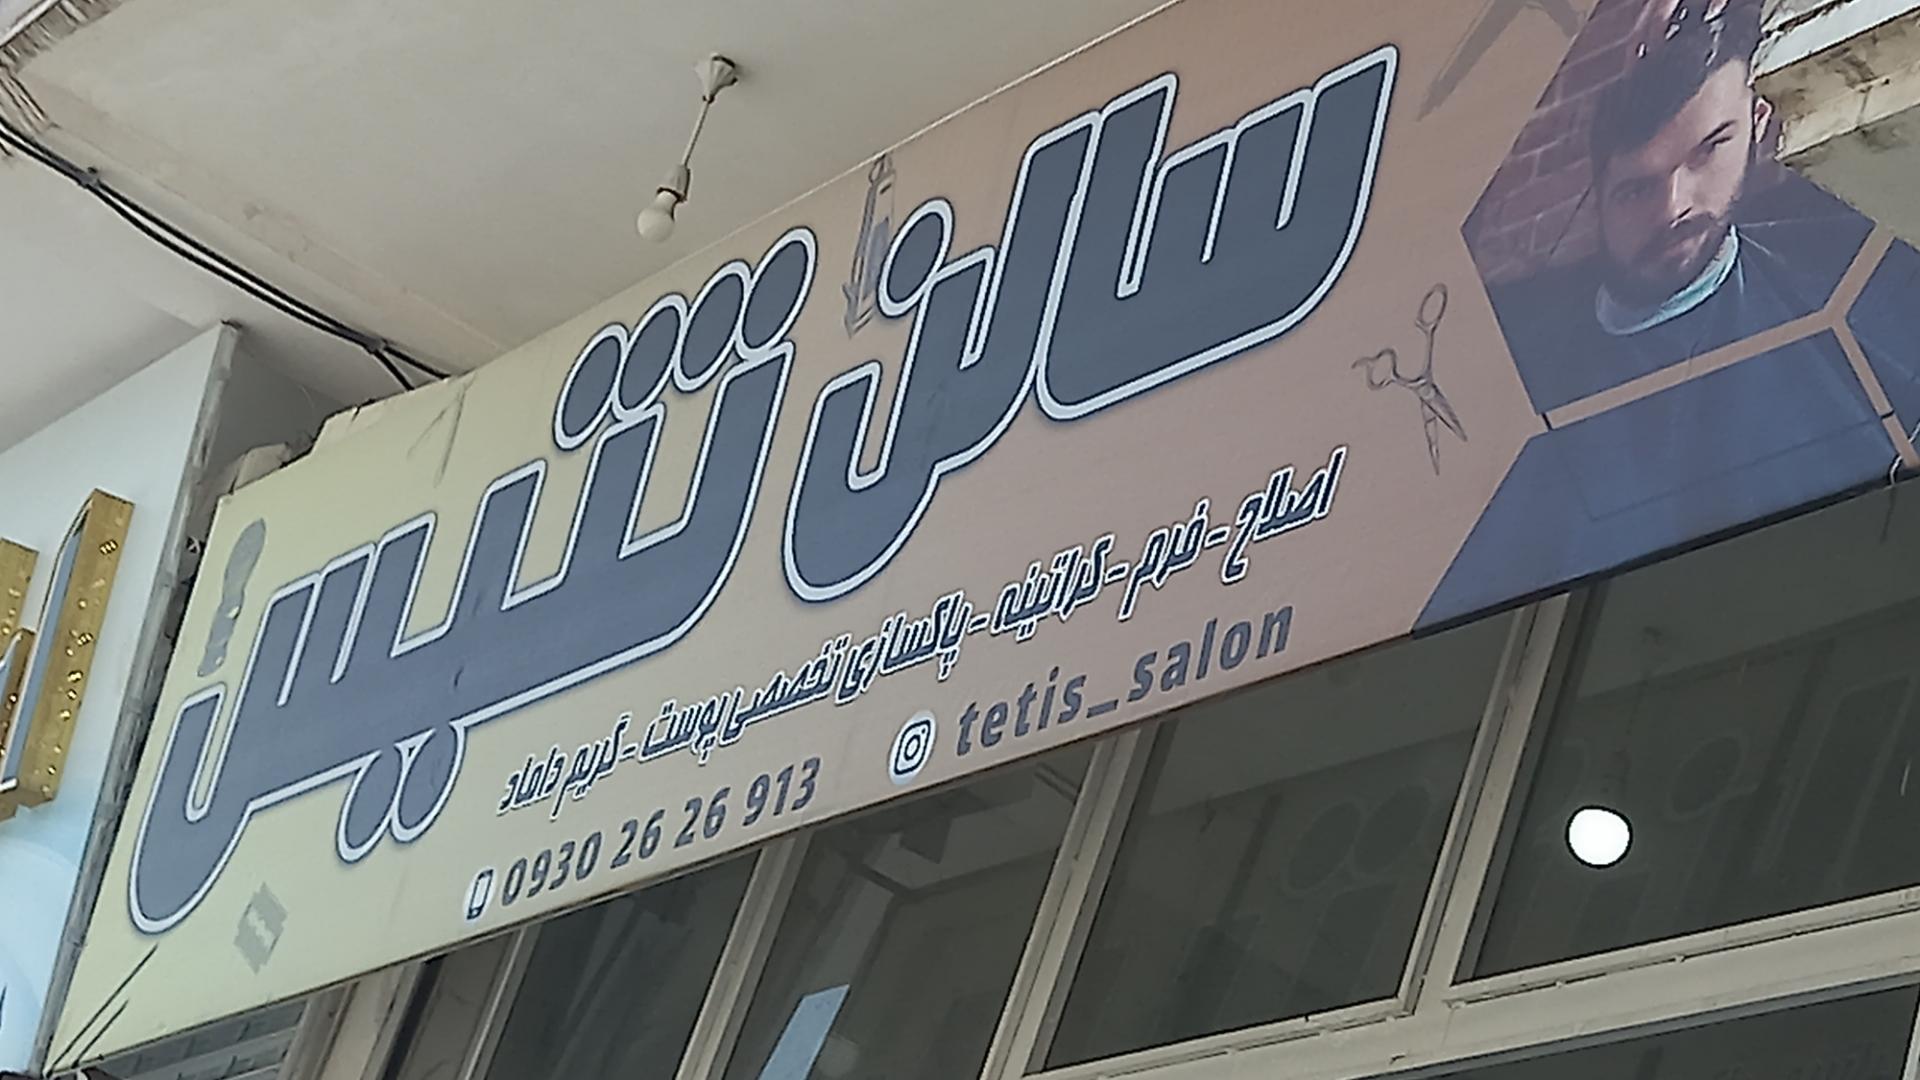 سالن تتیس
اصلاح - فرم - کراتینه - پاکسازی تخصصی پوست - گریم داماد
0930 26 26 913
tetis_salon